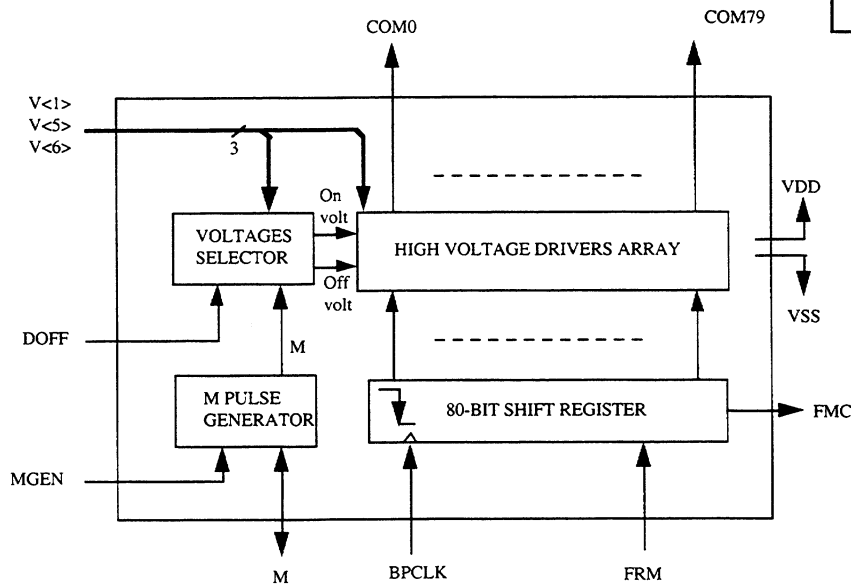 COM0
COM79
V<1>
V<5>
V<6>
3
On
volt
VOLTAGES
SELECTOR
HIGH VOLTAGE DRIVERS ARRAY
Off
volt
VDD
VSS
DOFF
M
M PULSE
GENERATOR
80-BIT SHIFT REGISTER
FMC
MGEN
M
BPCLK
FRM